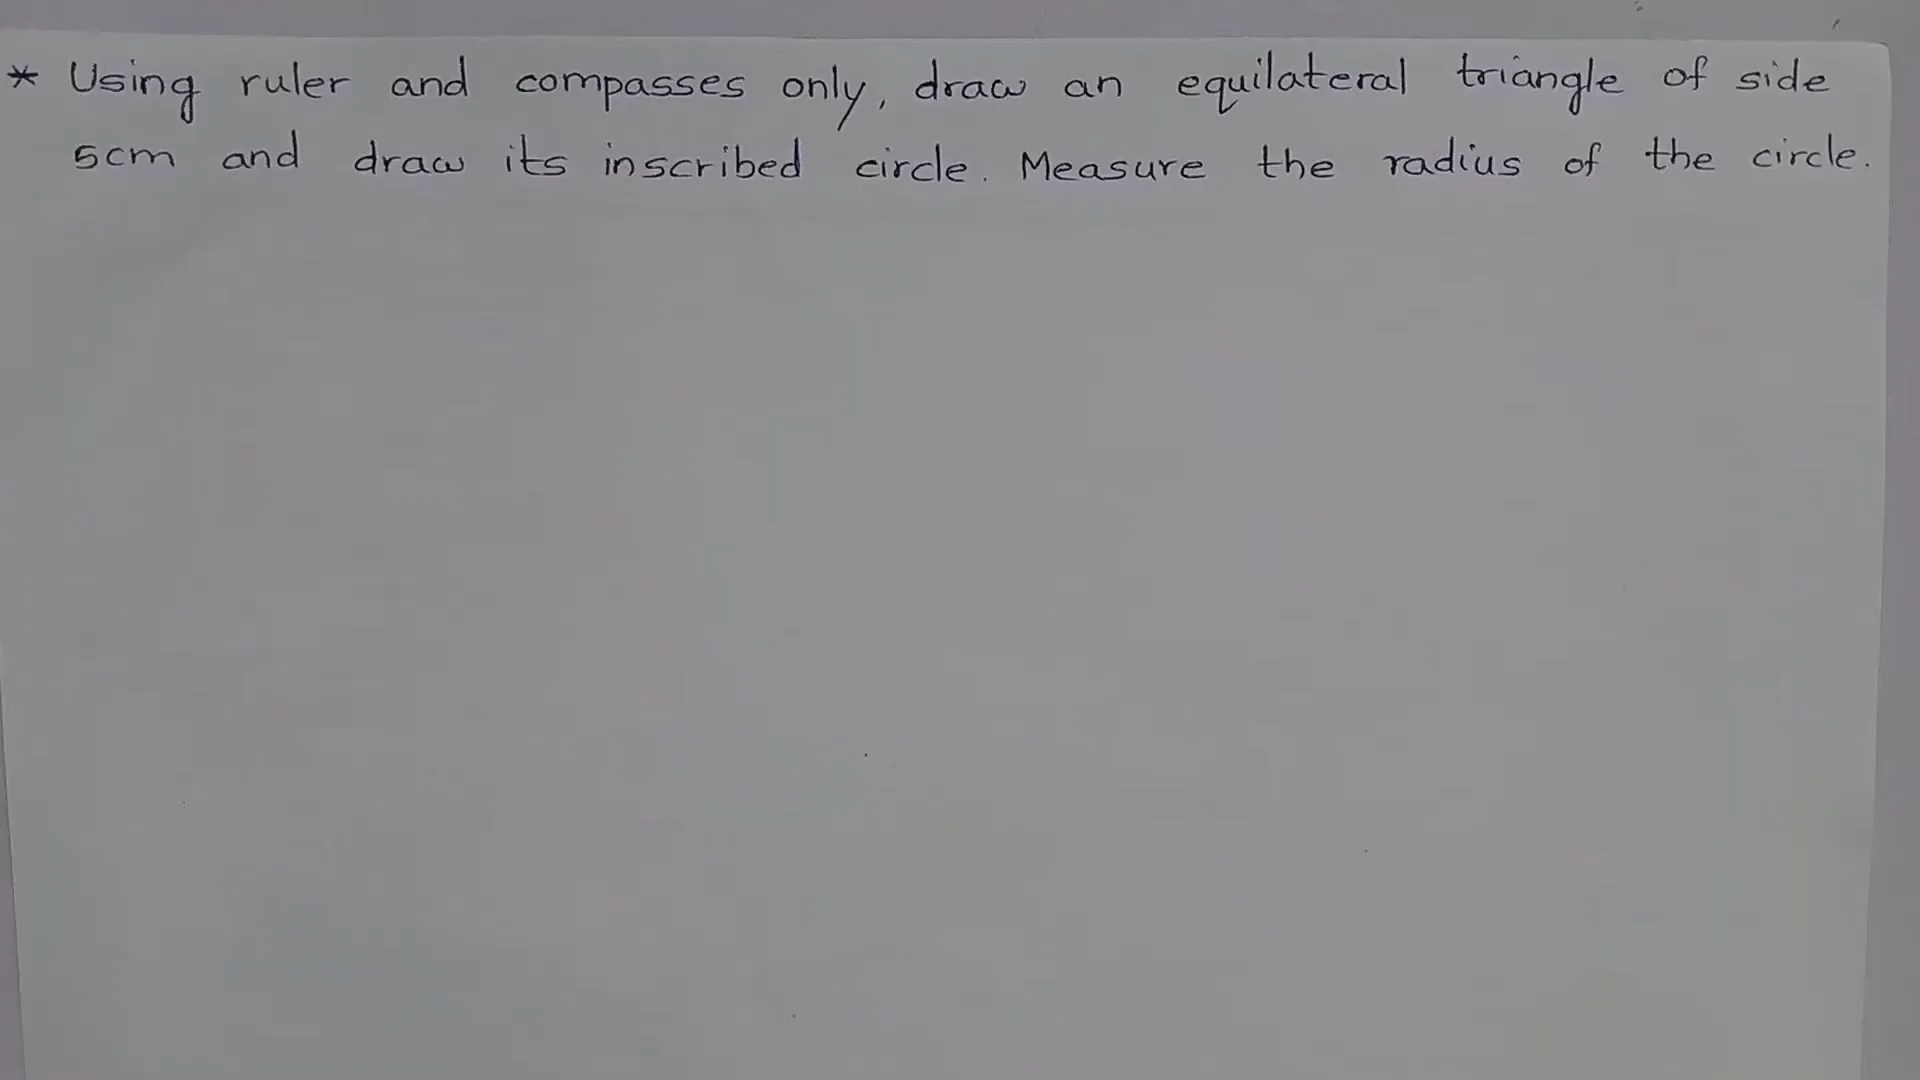 * Using ruler and compasses only, draw an equilateral triangle of side
5cm and draw its inscribed circle. Measure the radius of the circle.